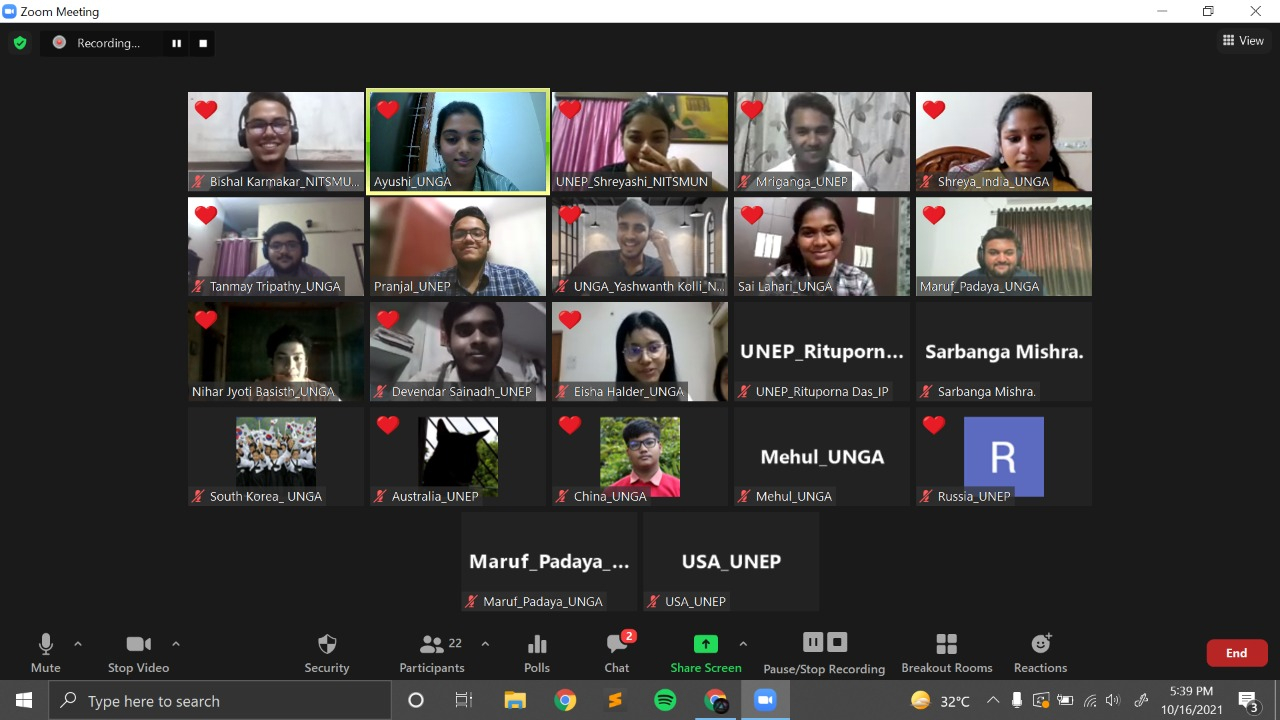 Zoom Meeting
Recording...
View
Bishal Karmakar_NITSMU...
Ayushi_UNGA
UNEP_Shreyashi_NITSMUN
Mriganga_UNEP
Shreya_India_UNGA
Tanmay Tripathy_UNGA
Pranjal_UNEP
UNGA_Yashwanth Kolli_N...
Sai Lahari_UNGA
Maruf_Padaya_UNGA
Nihar Jyoti Basisth_UNGA
Devendar Sainadh_UNEP
Eisha Halder_UNGA
UNEP_Rituporn...
UNEP_Rituporna Das_IP
Sarbanga Mishra.
Sarbanga Mishra.
South Korea_ UNGA
Australia_UNEP
China_UNGA
Mehul_UNGA
Mehul_UNGA
R
Russia_UNEP
Maruf_Padaya_...
Maruf_Padaya_UNGA
USA_UNEP
USA_UNEP
Mute
Stop Video
Security
22
Participants
Polls
2
Chat
Share Screen
Pause/Stop Recording
Breakout Rooms
Reactions
End
Type here to search
32°C
5:39 PM
10/16/2021
3